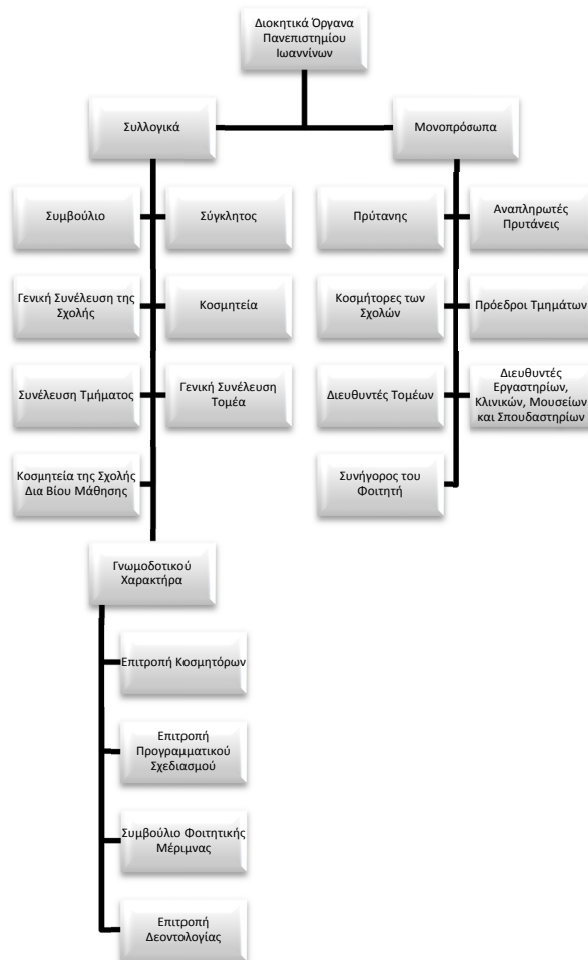 Διοκητικά Όργανα
Πανεπιστημίου
Ιωαννίνων
Συλλογικά
Μονοπρόσωπα
Συμβούλιο
Σύγκλητος
Πρύτανης
Αναπληρωτές
Πρυτάνεις
Γενική Συνέλευση της
Σχολής
Κοσμητεία
Κοσμήτορες των
Σχολών
Πρόεδροι Τμημάτων
Συνέλευση Τμήματος
Γενική Συνέλευση
Τομέα
Διευθυντές Τομέων
Διευθυντές
Εργαστηρίων,
Κλινικών, Μουσείων
και Σπουδαστηρίων
Κοσμητεία της Σχολής
Δια Βίου Μάθησης
Συνήγορος του
Φοιτητή
Γνωμοδοτικού
Χαρακτήρα
Επιτροπή Κοσμητόρων
Επιτροπή
Προγραμματικού
Σχεδιασμού
Συμβούλιο Φοιτητικής
Μέριμνας
Επιτροπή
Δεοντολογίας